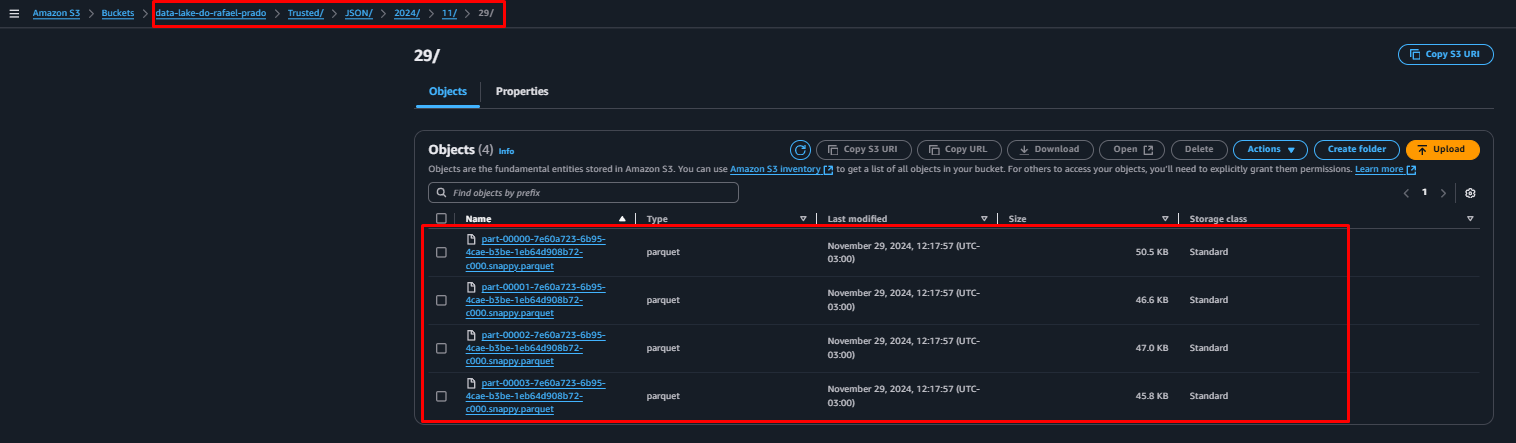 Amazon S3 > Buckets > data-lake-do-rafael-prado > Trusted/ > JSON/ > 2024/ > 11/ > 29/
29/
Copy S3 URI
Objects Properties
Objects (4) Info
Copy S3 URI Copy URL Download Open Delete Actions Create folder Upload
Objects are the fundamental entities stored in Amazon S3. You can use Amazon S3 inventory to get a list of all objects in your bucket. For others to access your objects, you'll need to explicitly grant them permissions. Learn more
Find objects by prefix
< 1 >
Name Type Last modified Size Storage class
part-00000-7e60a723-6b95-
4cae-b3be-1eb64d908b72-
c000.snappy.parquet
parquet
November 29, 2024, 12:17:57 (UTC-
03:00)
50.5 KB
Standard
part-00001-7e60a723-6b95-
4cae-b3be-1eb64d908b72-
c000.snappy.parquet
parquet
November 29, 2024, 12:17:57 (UTC-
03:00)
46.6 KB
Standard
part-00002-7e60a723-6b95-
4cae-b3be-1eb64d908b72-
c000.snappy.parquet
parquet
November 29, 2024, 12:17:57 (UTC-
03:00)
47.0 KB
Standard
part-00003-7e60a723-6b95-
4cae-b3be-1eb64d908b72-
c000.snappy.parquet
parquet
November 29, 2024, 12:17:57 (UTC-
03:00)
45.8 KB
Standard